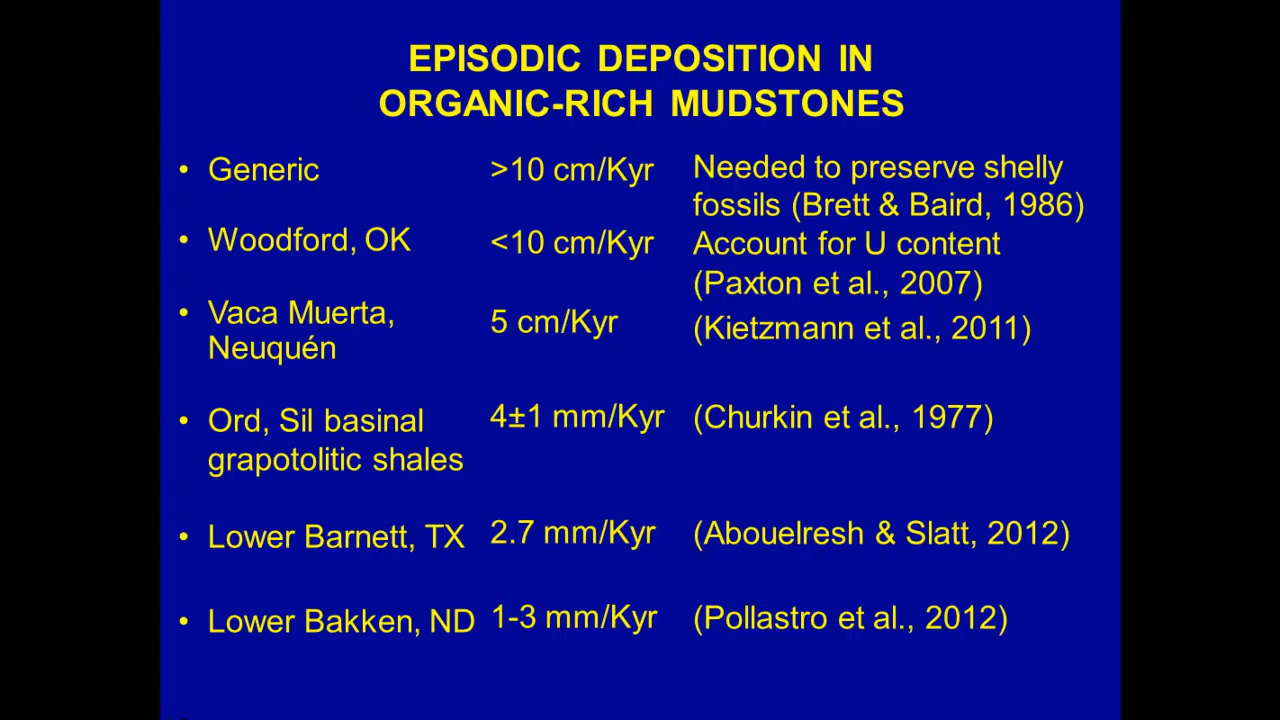 EPISODIC DEPOSITION IN
ORGANIC-RICH MUDSTONES
• Generic >10 cm/Kyr Needed to preserve shelly
fossils (Brett & Baird, 1986)
• Woodford, OK <10 cm/Kyr Account for U content
(Paxton et al., 2007)
• Vaca Muerta, 5 cm/Kyr (Kietzmann et al., 2011)
Neuquén
• Ord, Sil basinal 4±1 mm/Kyr (Churkin et al., 1977)
grapotolitic shales
• Lower Barnett, TX 2.7 mm/Kyr (Abouelresh & Slatt, 2012)
• Lower Bakken, ND 1-3 mm/Kyr (Pollastro et al., 2012)